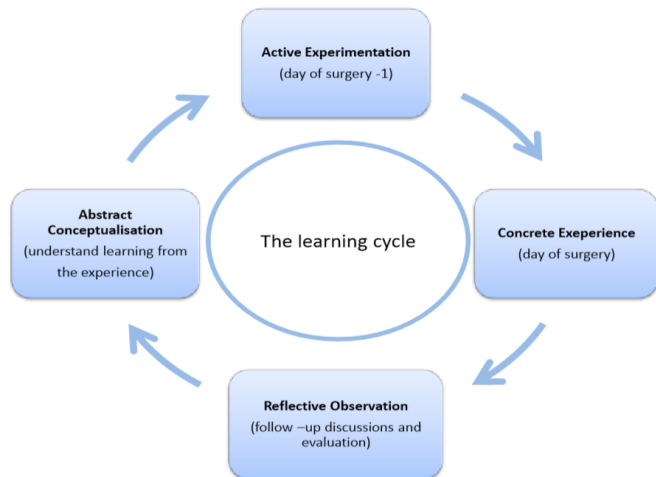 Active Experimentation
(day of surgery -1)
Abstract
Conceptualisation
(understand learning from
the experience)
The learning cycle
Concrete Exeperience
(day of surgery)
Reflective Observation
(follow –up discussions and
evaluation)